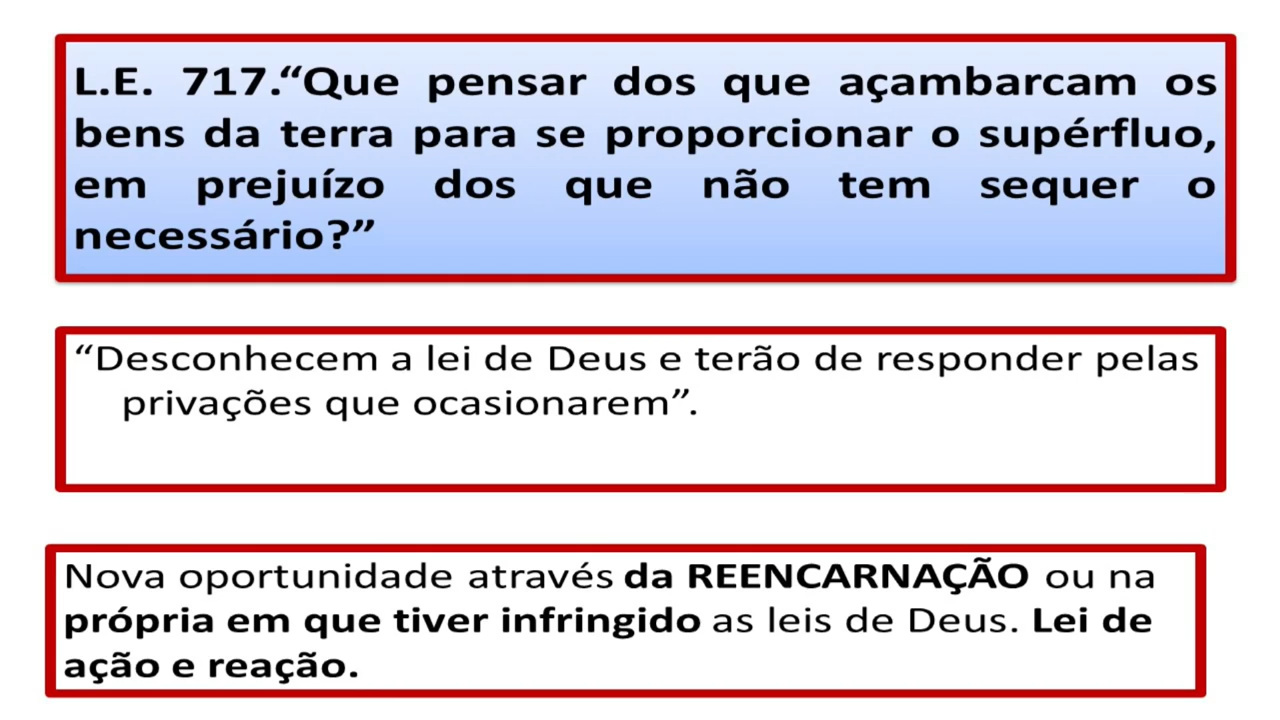 L.E. 717.“Que pensar dos que açambarcam os
bens da terra para se proporcionar o supérfluo,
em prejuízo dos que não tem sequer o
necessário?”
“Desconhecem a lei de Deus e terão de responder pelas
privações que ocasionarem”.
Nova oportunidade através da REENCARNAÇÃO ou na
própria em que tiver infringido as leis de Deus. Lei de
ação e reação.